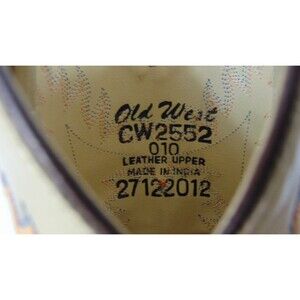 Old West
CW2552
010
LEATHER UPPER
MADE IN INDIA
27122012